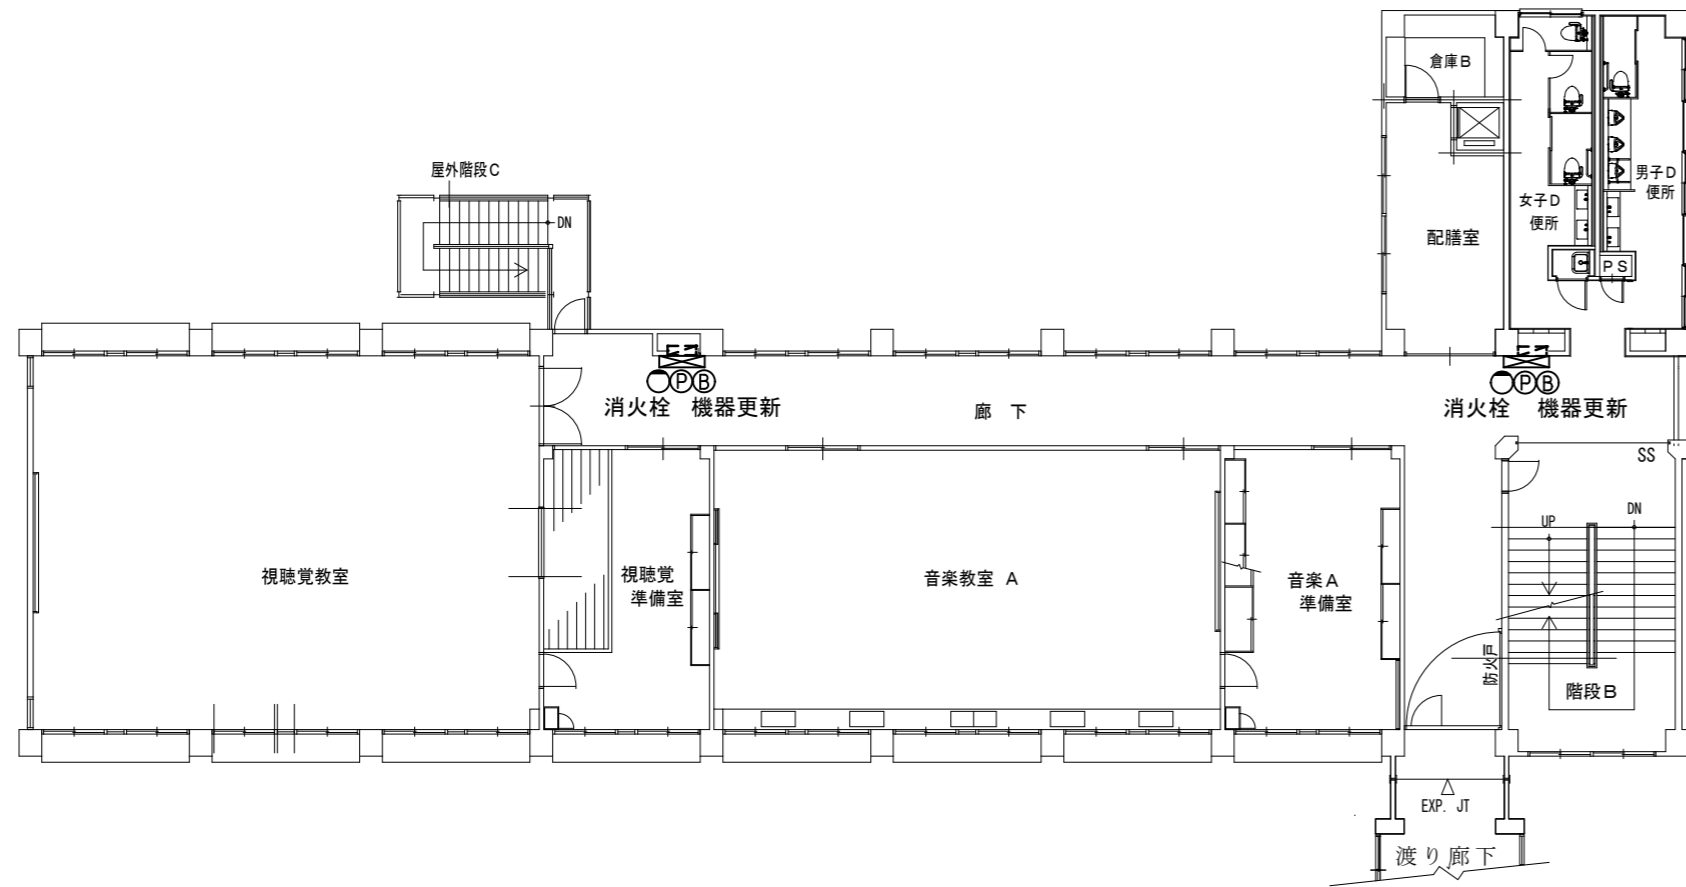 倉庫B
屋外階段C
男子D
便所
女子D
便所
DN
配膳室
PS
P B
消火栓 機器更新
廊 下
P B
消火栓 機器更新
SS
UP
DN
視聴覚教室
視聴覚
準備室
音楽教室 A
音楽A
準備室
防火戸
階段B
EXP. JT
渡り廊下